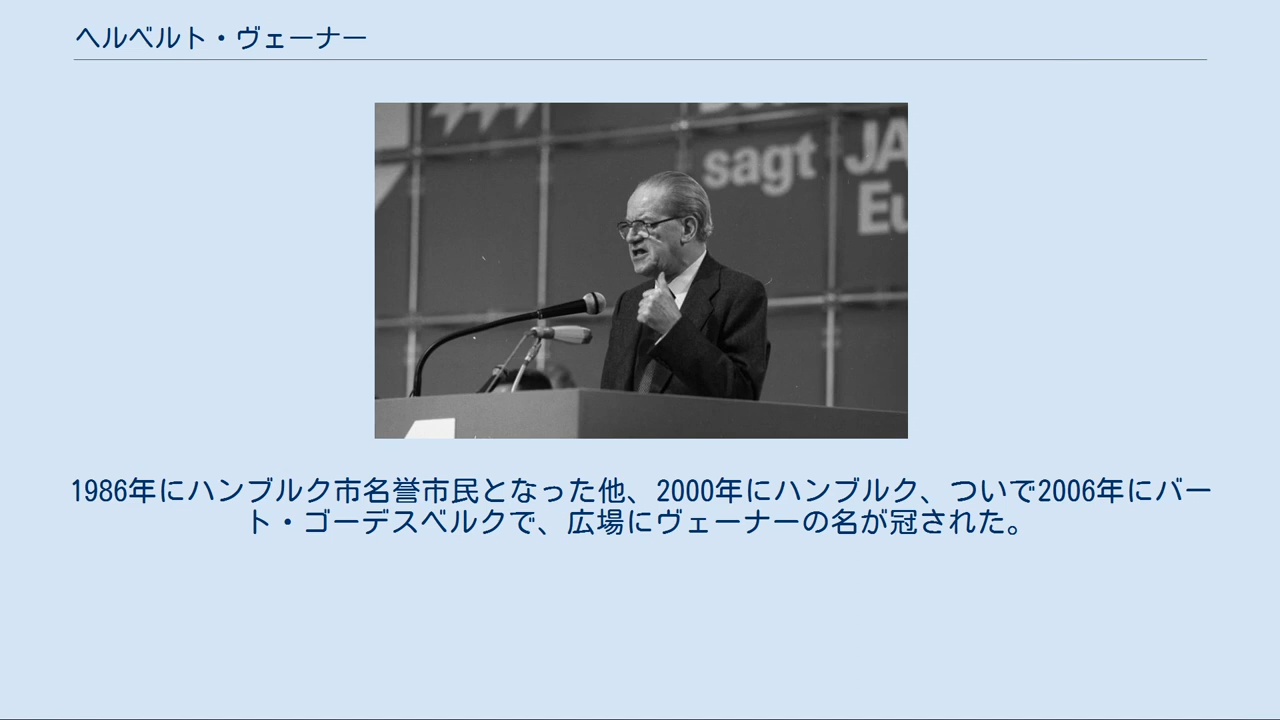 ヘルベルト・ヴェーナー
sagt JA
Eu
1986年にハンブルク市名誉市民となった他、2000年にハンブルク、ついで2006年にバー
ト・ゴーデスベルクで、広場にヴェーナーの名が冠された。